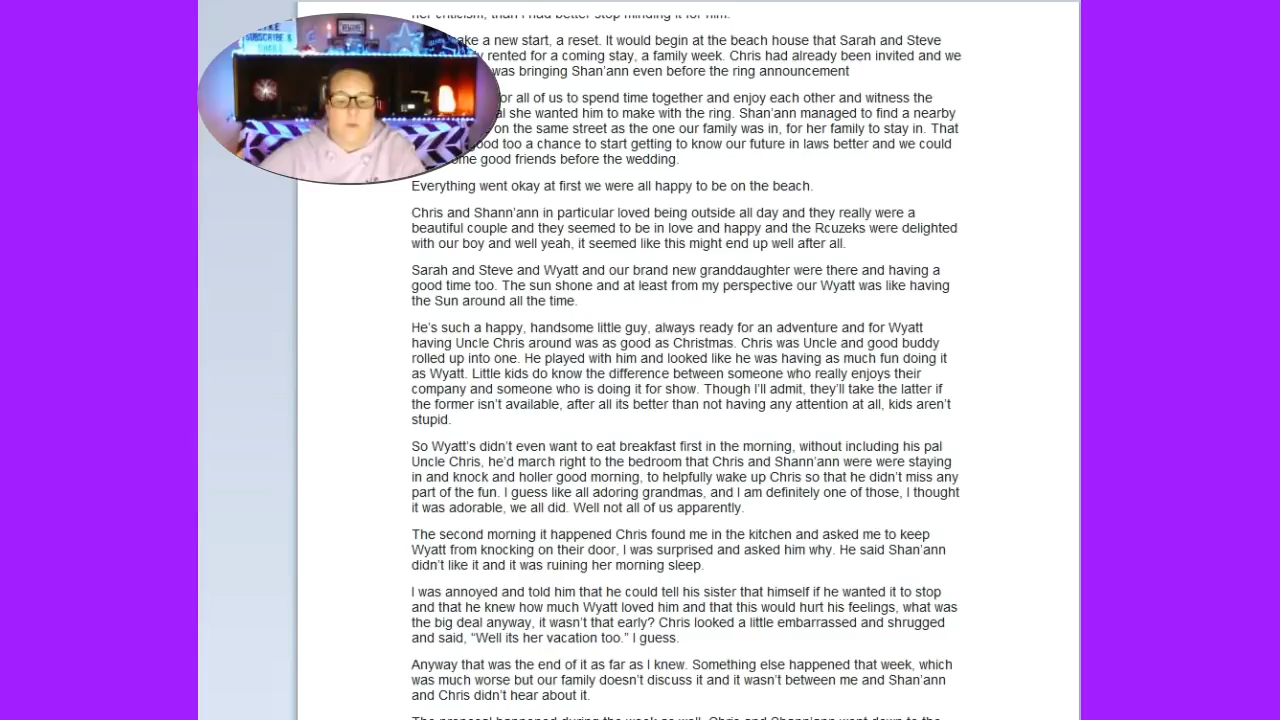 SUBSCRIBE &
her criticism, than I had better stop minding it for him.
ake a new start, a reset. It would begin at the beach house that Sarah and Steve
rented for a coming stay, a family week. Chris had already been invited and we
was bringing Shan'ann even before the ring announcement
or all of us to spend time together and enjoy each other and witness the
al she wanted him to make with the ring. Shan'ann managed to find a nearby
on the same street as the one our family was in, for her family to stay in. That
ood too a chance to start getting to know our future in laws better and we could
ome good friends before the wedding.
Everything went okay at first we were all happy to be on the beach.
Chris and Shann'ann in particular loved being outside all day and they really were a
beautiful couple and they seemed to be in love and happy and the Rcuzeks were delighted
with our boy and well yeah, it seemed like this might end up well after all.
Sarah and Steve and Wyatt and our brand new granddaughter were there and having a
good time too. The sun shone and at least from my perspective our Wyatt was like having
the Sun around all the time.
He's such a happy, handsome little guy, always ready for an adventure and for Wyatt
having Uncle Chris around was as good as Christmas. Chris was Uncle and good buddy
rolled up into one. He played with him and looked like he was having as much fun doing it
as Wyatt. Little kids do know the difference between someone who really enjoys their
company and someone who is doing it for show. Though I'll admit, they'll take the latter if
the former isn't available, after all its better than not having any attention at all, kids aren't
stupid.
So Wyatt's didn't even want to eat breakfast first in the morning, without including his pal
Uncle Chris, he'd march right to the bedroom that Chris and Shann'ann were were staying
in and knock and holler good morning, to helpfully wake up Chris so that he didn't miss any
part of the fun. I guess like all adoring grandmas, and I am definitely one of those, I thought
it was adorable, we all did. Well not all of us apparently.
The second morning it happened Chris found me in the kitchen and asked me to keep
Wyatt from knocking on their door, I was surprised and asked him why. He said Shan'ann
didn't like it and it was ruining her morning sleep.
I was annoyed and told him that he could tell his sister that himself if he wanted it to stop
and that he knew how much Wyatt loved him and that this would hurt his feelings, what was
the big deal anyway, it wasn't that early? Chris looked a little embarrassed and shrugged
and said, “Well its her vacation too.” I guess.
Anyway that was the end of it as far as I knew. Something else happened that week, which
was much worse but our family doesn't discuss it and it wasn't between me and Shan'ann
and Chris didn't hear about it.
The proposal happened during the week as well. Chris and Shann'ann went down to the